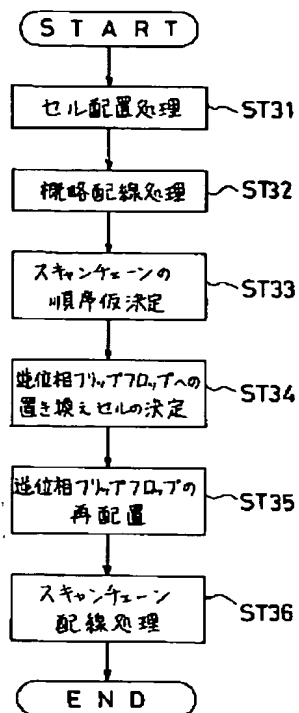 START
セル配置処理
ST31
概略配線処理
ST32
スキャンチェーンの
順序仮決定
ST33
逆位相フリップフロップへの
置き換えセルの決定
ST34
逆位相フリップフロップの
再配置
ST35
スキャンチェーン
配線処理
ST36
END